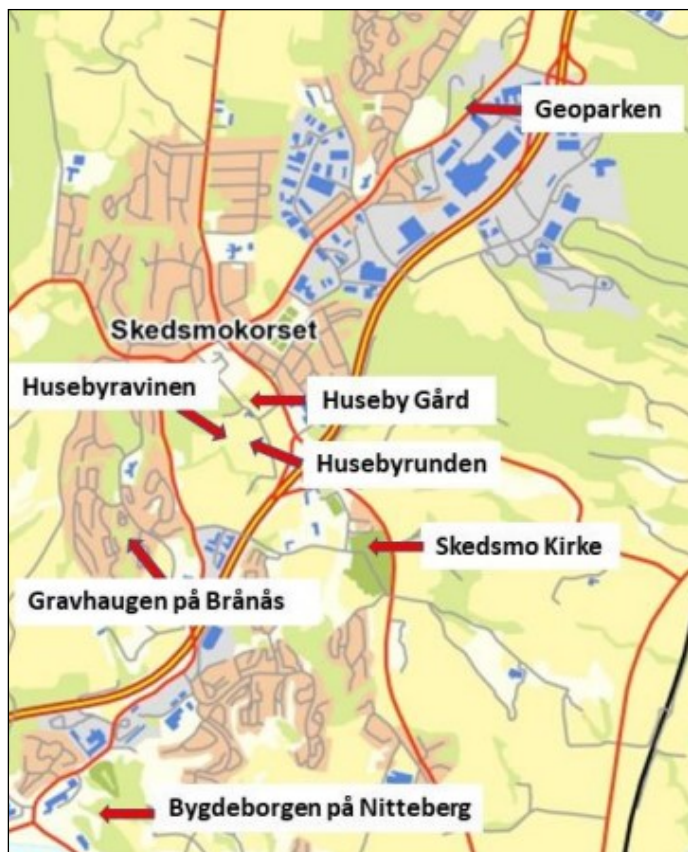 Geoparken
Skedsmokorset
Husebyravinen
Huseby Gård
Husebyrunden
Skedsmo Kirke
Gravhaugen på Brånås
Bygdeborgen på Nitteberg